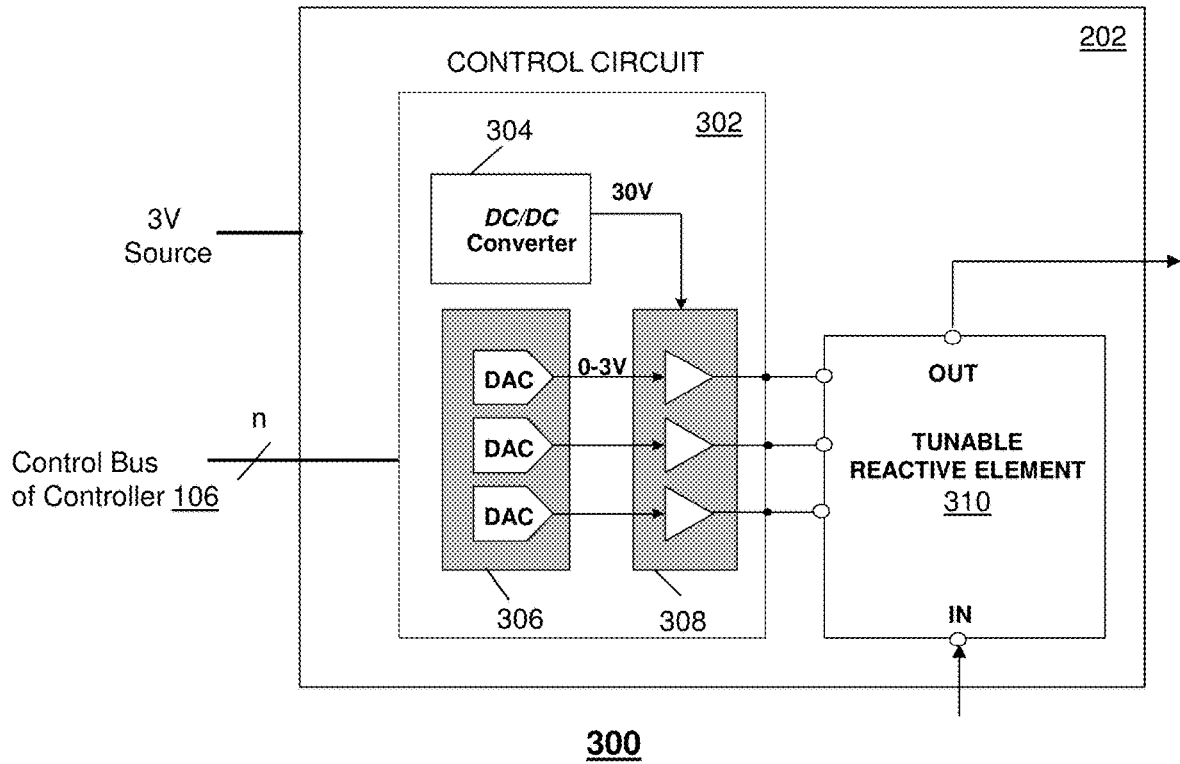 202
CONTROL CIRCUIT
302
304
30V
DC/DC
Converter
3V
Source
0-3V
DAC
DAC
DAC
OUT
TUNABLE
REACTIVE ELEMENT
310
n
Control Bus
of Controller 106
306
308
IN
300